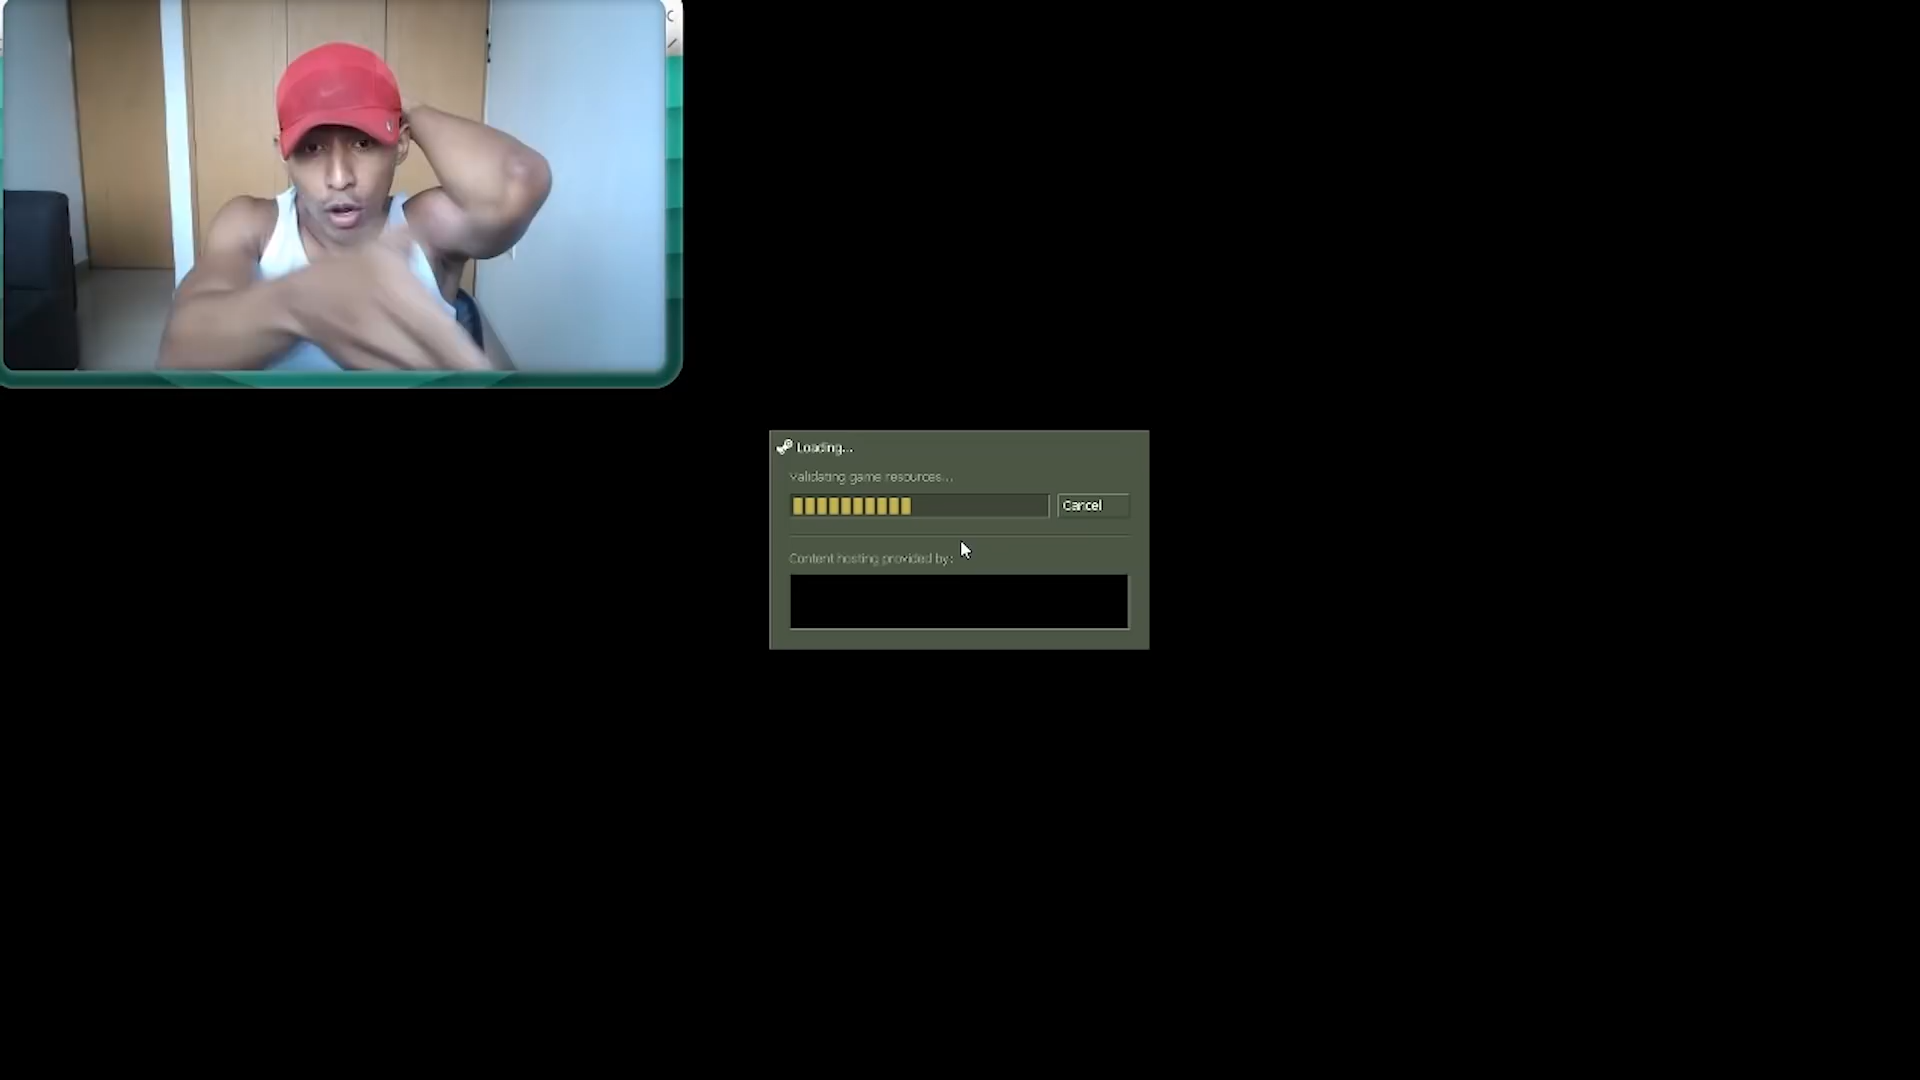 Loading...
Validating game resources...
Cancel
Content hosting provided by: